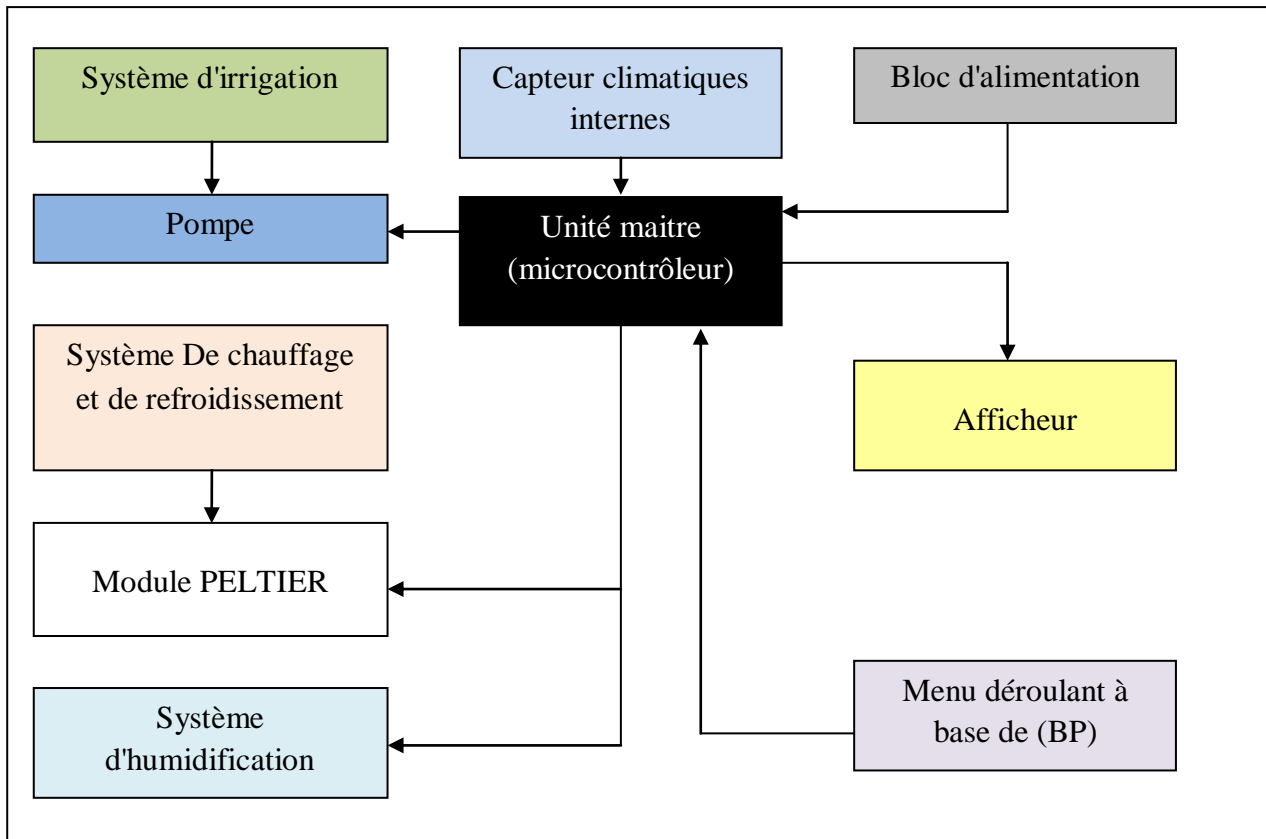 Système d'irrigation
Capteur climatiques
internes
Bloc d'alimentation
Pompe
Unité maitre
(microcontrôleur)
Système De chauffage
et de refroidissement
Afficheur
Module PELTIER
Système
d'humidification
Menu déroulant à
base de (BP)